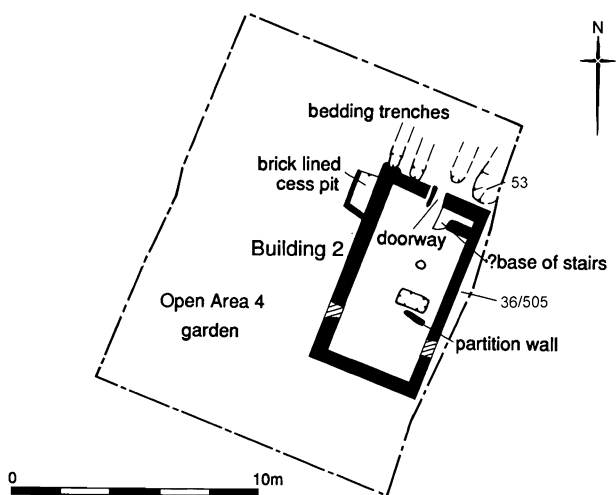 N
bedding trenches
brick lined
cess pit
53
doorway
Building 2
?base of stairs
Open Area 4
garden
36/505
partition wall
0
10m